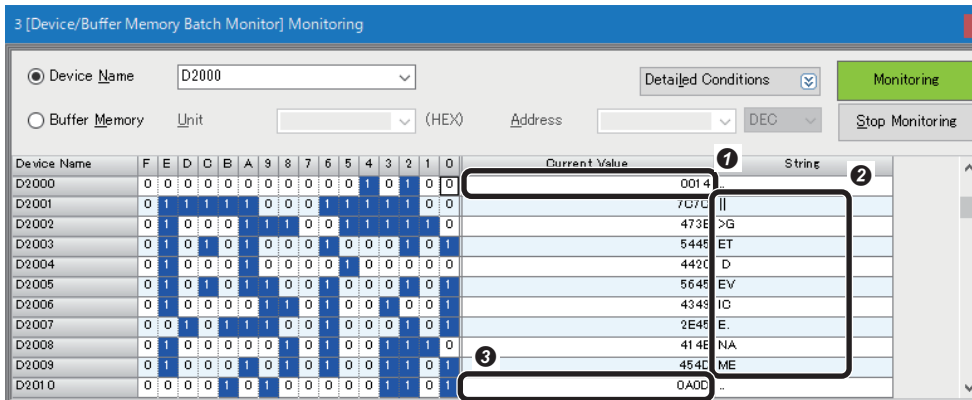 3 [Device/Buffer Memory Batch Monitor] Monitoring
Device Name D2000 Detailed Conditions Monitoring
Buffer Memory Unit (HEX) Address DEC Stop Monitoring
Device Name F E D C B A 9 8 7 6 5 4 3 2 1 0 Current Value ❶ String
D2000 0 0 0 0 0 0 0 0 0 0 0 1 0 1 0 0 0014 .. ❷
D2001 0 1 1 1 1 1 0 0 0 1 1 1 1 1 0 0 7C7C ||
D2002 0 1 0 0 0 1 1 1 0 0 1 1 1 1 1 0 473E >G
D2003 0 1 0 1 0 1 0 0 0 1 0 0 0 1 0 1 5445 ET
D2004 0 1 0 0 0 1 0 0 0 0 1 0 0 0 0 0 4420 D
D2005 0 1 0 1 0 1 1 0 0 1 0 0 0 1 0 1 5645 EV
D2006 0 1 0 0 0 0 1 1 0 1 0 0 1 0 0 1 4349 IC
D2007 0 0 1 0 1 1 1 0 0 1 0 0 0 1 0 1 2E45 E.
D2008 0 1 0 0 0 0 0 1 0 1 0 0 1 1 1 0 414E NA
D2009 0 1 0 0 0 1 0 1 0 1 0 0 1 1 0 1 ❸ 454D ME
D2010 0 0 0 0 1 0 1 0 0 0 0 0 1 1 0 1 0A0D ..